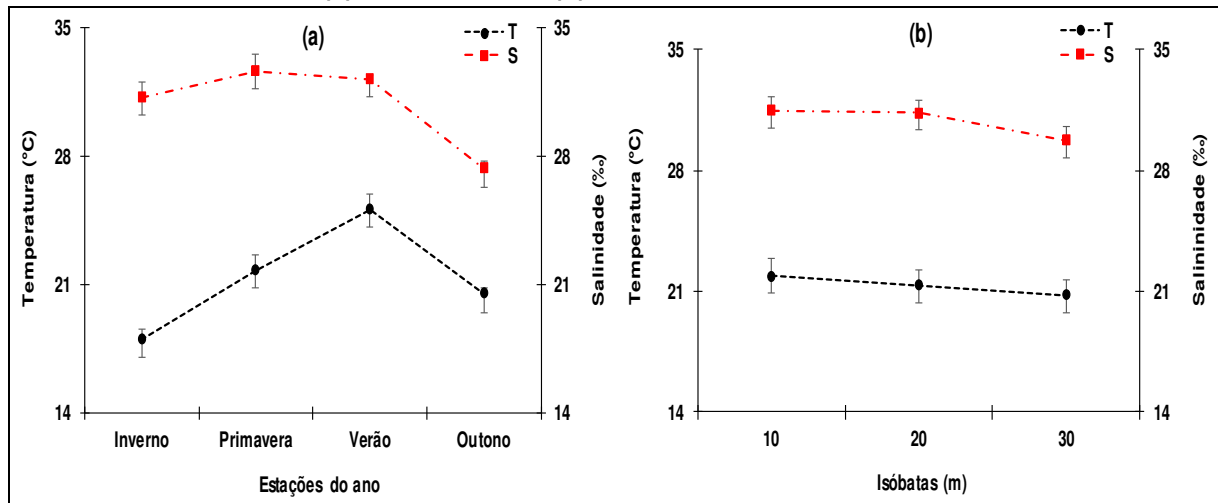 (a)
T
S
35
28
21
14
Temperatura (°C)
35
28
21
14
Salinidade (‰)
Inverno Primavera Verão Outono
Estações do ano
(b)
T
S
35
28
21
14
Temperatura (°C)
35
28
21
14
Salininidade (‰)
10 20 30
Isóbatas (m)